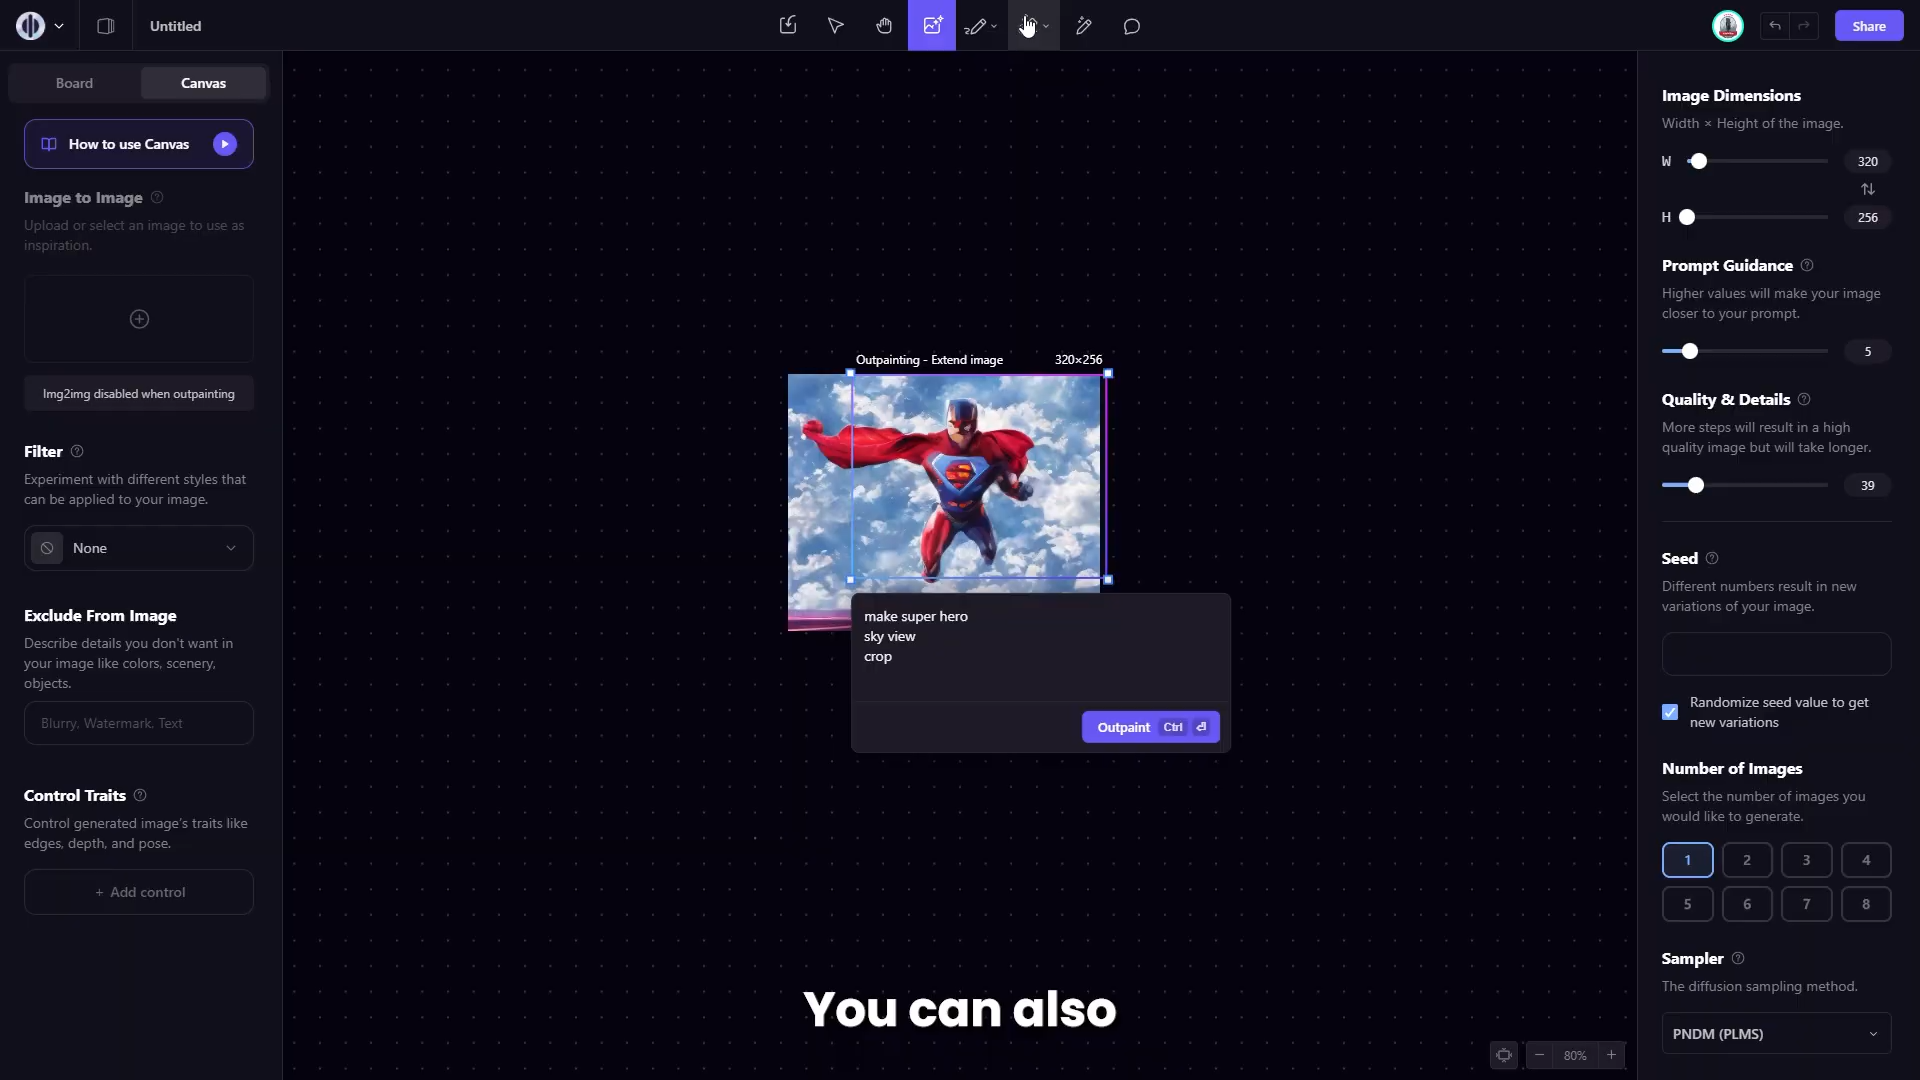 Untitled
Share
Board
Canvas
How to use Canvas
Image to Image
Upload or select an image to use as
inspiration.
Img2img disabled when outpainting
Filter
Experiment with different styles that
can be applied to your image.
None
Exclude From Image
Describe details you don't want in
your image like colors, scenery,
objects.
Blurry, Watermark, Text
Control Traits
Control generated image's traits like
edges, depth, and pose.
+ Add control
Outpainting - Extend image 320×256
make super hero
sky view
crop
Outpaint Ctrl
You can also
80%
Image Dimensions
Width × Height of the image.
W 320
H 256
Prompt Guidance
Higher values will make your image
closer to your prompt.
5
Quality & Details
More steps will result in a high
quality image but will take longer.
39
Seed
Different numbers result in new
variations of your image.
Randomize seed value to get
new variations
Number of Images
Select the number of images you
would like to generate.
1 2 3 4
5 6 7 8
Sampler
The diffusion sampling method.
PNDM (PLMS)